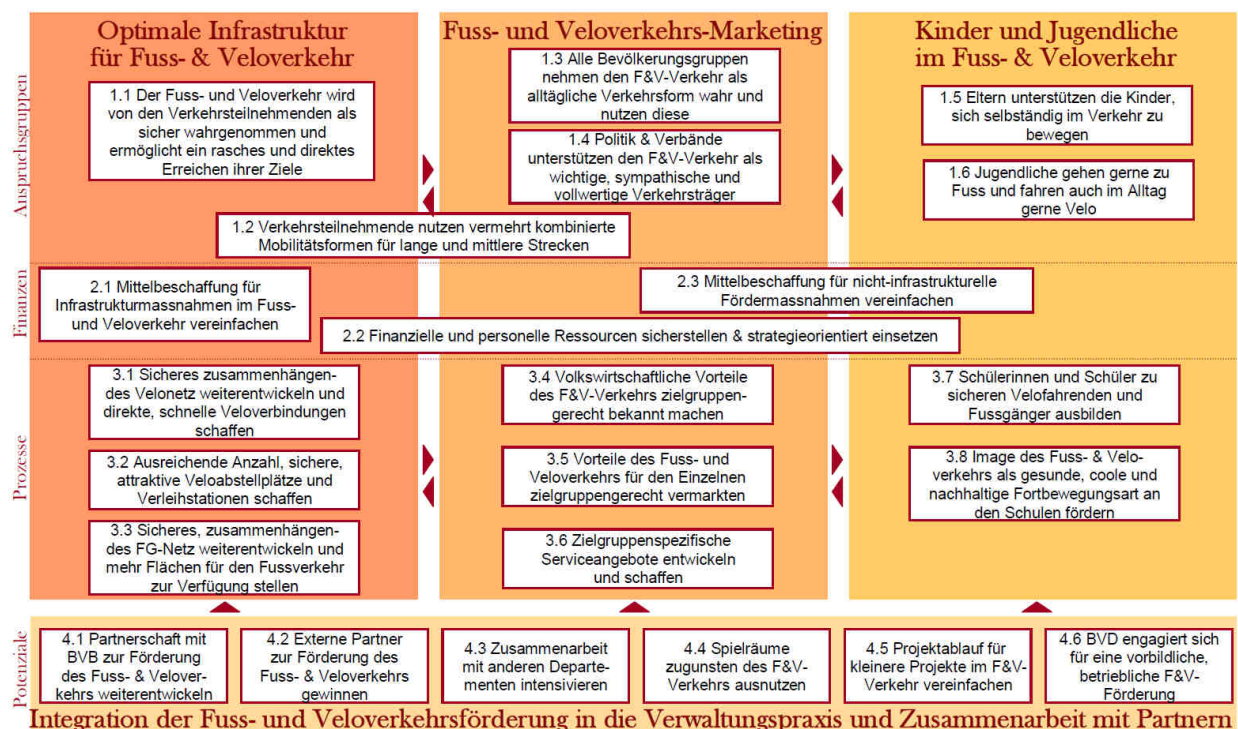 Optimale Infrastruktur
für Fuss- & Veloverkehr
Fuss- und Veloverkehrs-Marketing
Kinder und Jugendliche
im Fuss- & Veloverkehr
Anspruchsgruppen
1.1 Der Fuss- und Veloverkehr wird
von den Verkehrsteilnehmenden als
sicher wahrgenommen und
ermöglicht ein rasches und direktes
Erreichen ihrer Ziele
1.3 Alle Bevölkerungsgruppen
nehmen den F&V-Verkehr als
alltägliche Verkehrsform wahr und
nutzen diese
1.4 Politik & Verbände
unterstützen den F&V-Verkehr als
wichtige, sympathische und
vollwertige Verkehrsträger
1.5 Eltern unterstützen die Kinder,
sich selbständig im Verkehr zu
bewegen
1.6 Jugendliche gehen gerne zu
Fuss und fahren auch im Alltag
gerne Velo
1.2 Verkehrsteilnehmende nutzen vermehrt kombinierte
Mobilitätsformen für lange und mittlere Strecken
Finanzen
2.1 Mittelbeschaffung für
Infrastrukturmassnahmen im Fuss-
und Veloverkehr vereinfachen
2.3 Mittelbeschaffung für nicht-infrastrukturelle
Fördermassnahmen vereinfachen
2.2 Finanzielle und personelle Ressourcen sicherstellen & strategieorientiert einsetzen
Prozesse
3.1 Sicheres zusammenhängen-
des Velonetz weiterentwickeln und
direkte, schnelle Veloverbindungen
schaffen
3.2 Ausreichende Anzahl, sichere,
attraktive Veloabstellplätze und
Verleihstationen schaffen
3.3 Sicheres, zusammenhängen-
des FG-Netz weiterentwickeln und
mehr Flächen für den Fussverkehr
zur Verfügung stellen
3.4 Volkswirtschaftliche Vorteile
des F&V-Verkehrs zielgruppen-
gerecht bekannt machen
3.5 Vorteile des Fuss- und
Veloverkehrs für den Einzelnen
zielgruppengerecht vermarkten
3.6 Zielgruppenspezifische
Serviceangebote entwickeln
und schaffen
3.7 Schülerinnen und Schüler zu
sicheren Velofahrenden und
Fussgänger ausbilden
3.8 Image des Fuss- & Velo-
verkehrs als gesunde, coole und
nachhaltige Fortbewegungsart an
den Schulen fördern
Potenziale
4.1 Partnerschaft mit
BVB zur Förderung
des Fuss- & Velover-
kehrs weiterentwickeln
4.2 Externe Partner
zur Förderung des
Fuss- & Veloverkehrs
gewinnen
4.3 Zusammenarbeit
mit anderen Departe-
menten intensivieren
4.4 Spielräume
zugunsten des F&V-
Verkehrs ausnutzen
4.5 Projektablauf für
kleinere Projekte im F&V-
Verkehr vereinfachen
4.6 BVD engagiert sich
für eine vorbildliche,
betriebliche F&V-
Förderung
Integration der Fuss- und Veloverkehrsförderung in die Verwaltungspraxis und Zusammenarbeit mit Partnern